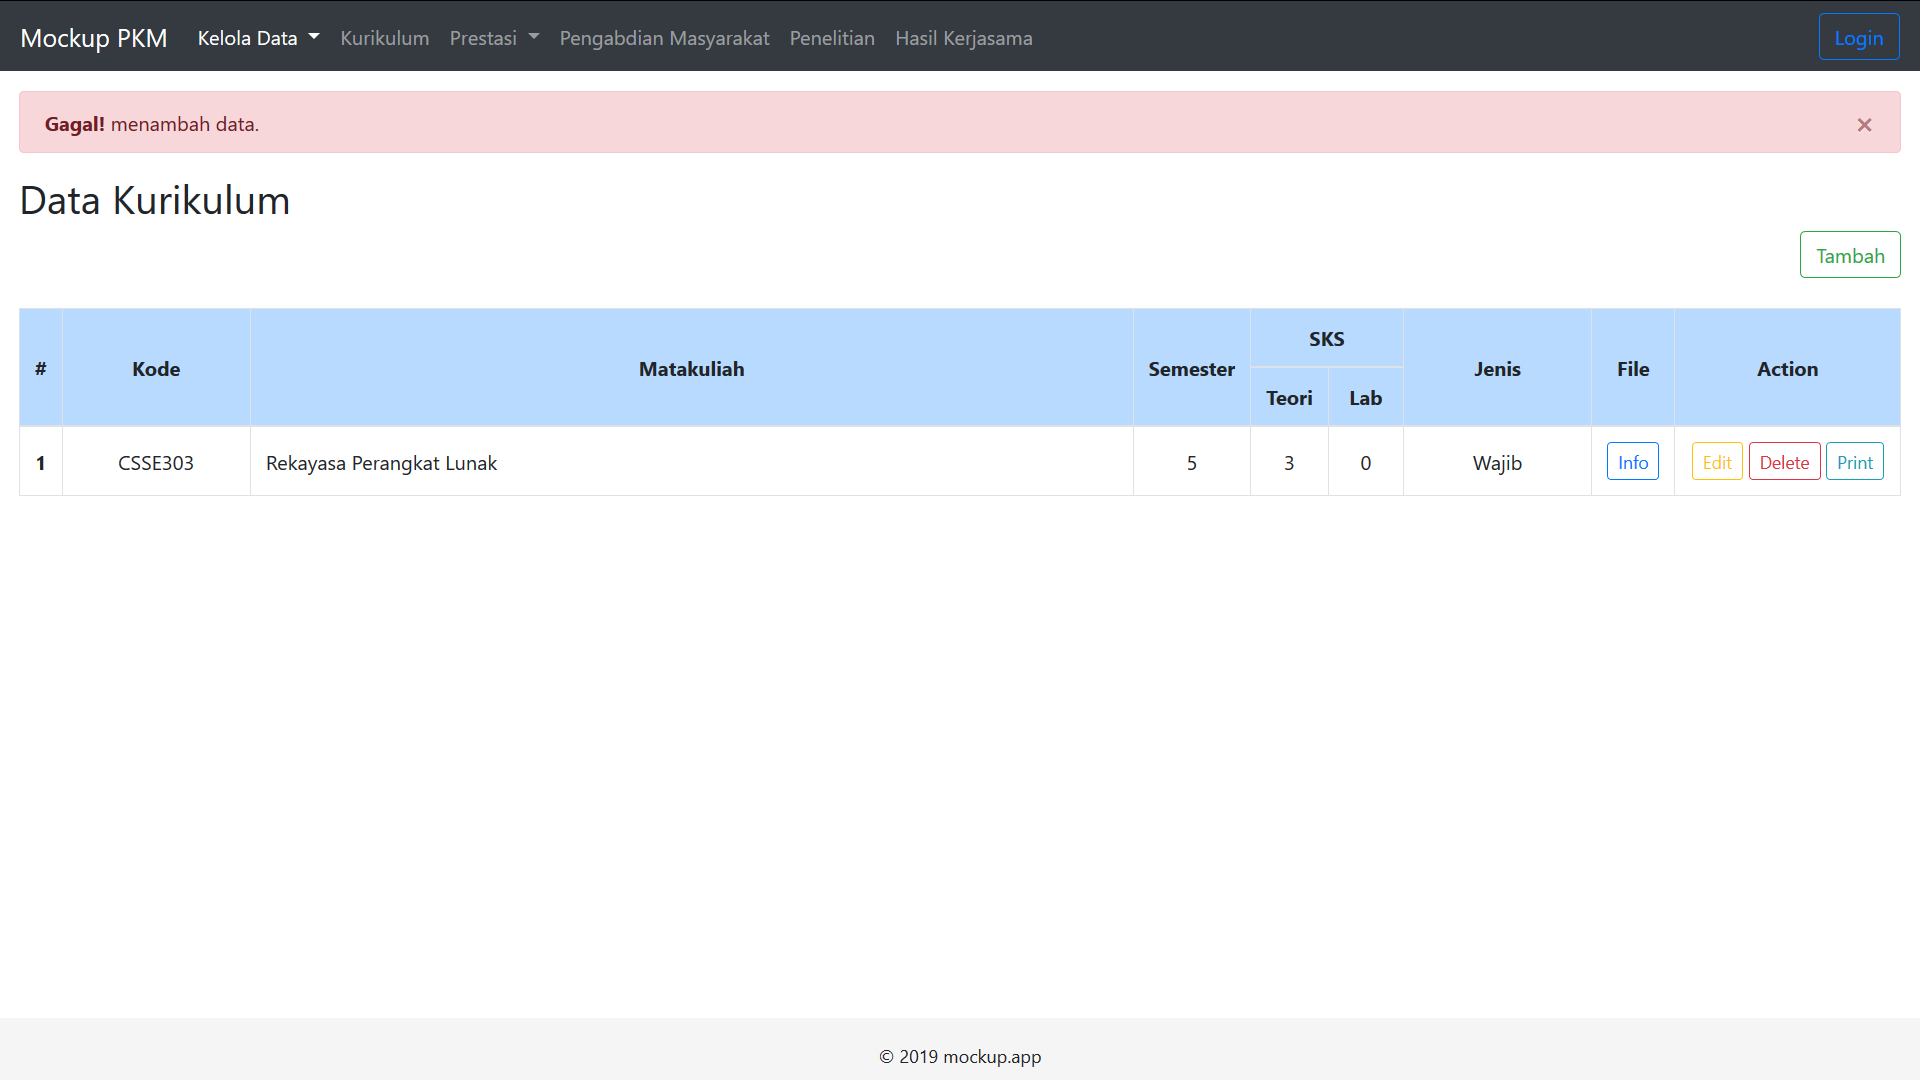 Mockup PKM Kelola Data Kurikulum Prestasi Pengabdian Masyarakat Penelitian Hasil Kerjasama Login
Gagal! menambah data. ×
Data Kurikulum
Tambah
# Kode Matakuliah Semester SKS Jenis File Action
Teori Lab
1 CSSE303 Rekayasa Perangkat Lunak 5 3 0 Wajib Info Edit Delete Print
© 2019 mockup.app